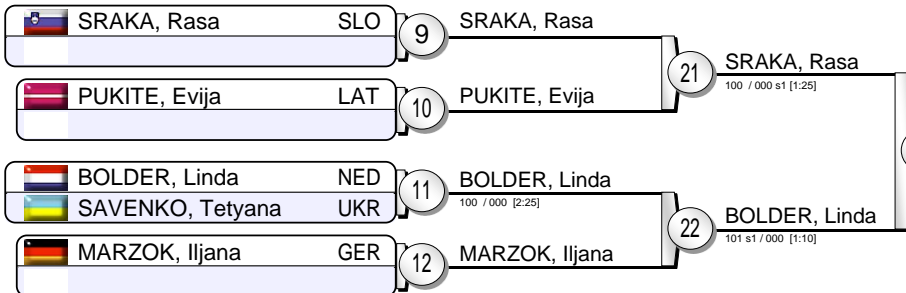 SRAKA, Rasa SLO
9
SRAKA, Rasa
PUKITE, Evija LAT
10
PUKITE, Evija
21
SRAKA, Rasa
100 / 000 s1 [1:25]
BOLDER, Linda NED
SAVENKO, Tetyana UKR
11
BOLDER, Linda
100 / 000 [2:25]
MARZOK, Iljana GER
12
MARZOK, Iljana
22
BOLDER, Linda
101 s1 / 000 [1:10]